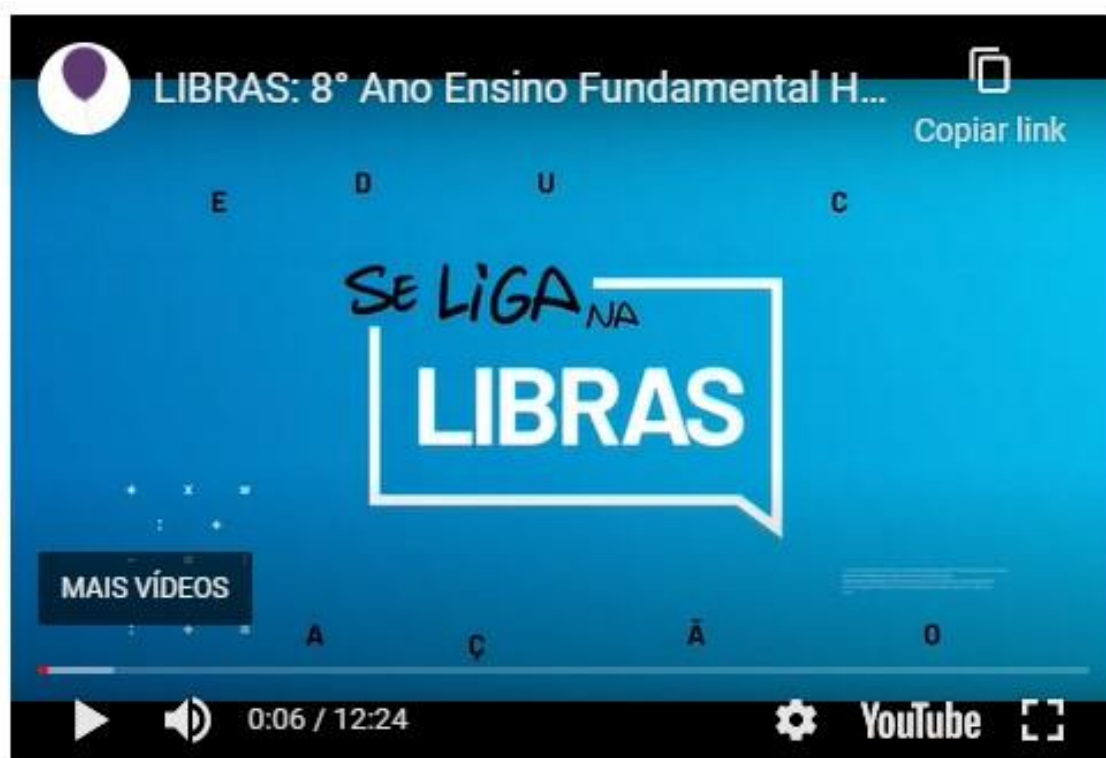 LIBRAS: 8° Ano Ensino Fundamental H...
Copiar link
E D U C
SE LIGA NA
LIBRAS
MAIS VÍDEOS
A Ç Ã O
0:06 / 12:24
YouTube